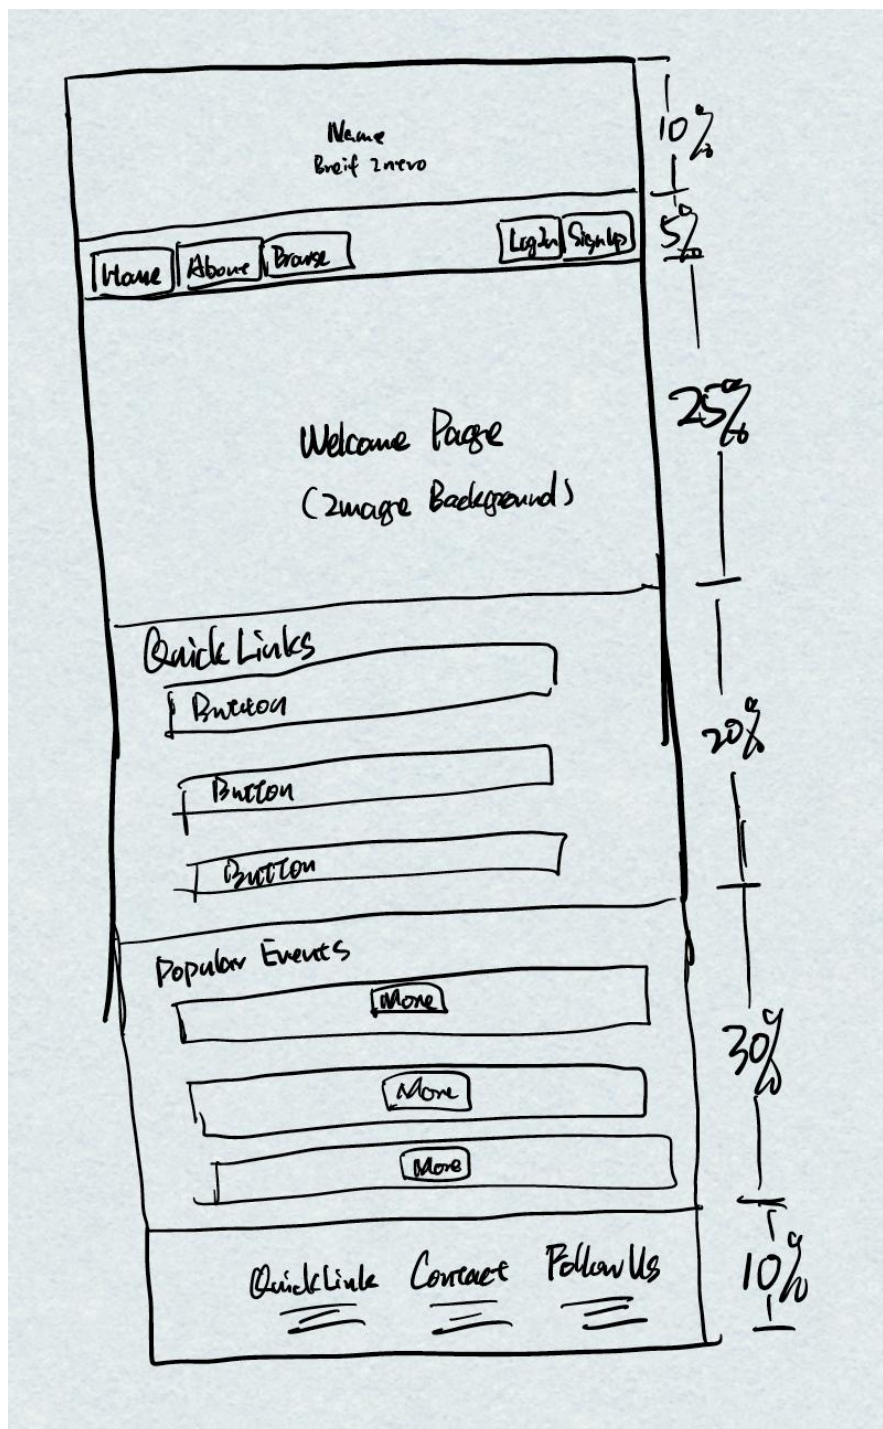 Name
Breif Intro
10%
Home About Browse LogIn SignUp
5%
Welcome Page
(Image Background)
25%
Quick Links
Button
Button
Button
20%
Popular Events
More
More
More
30%
QuickLink Contact Follow Us
10%